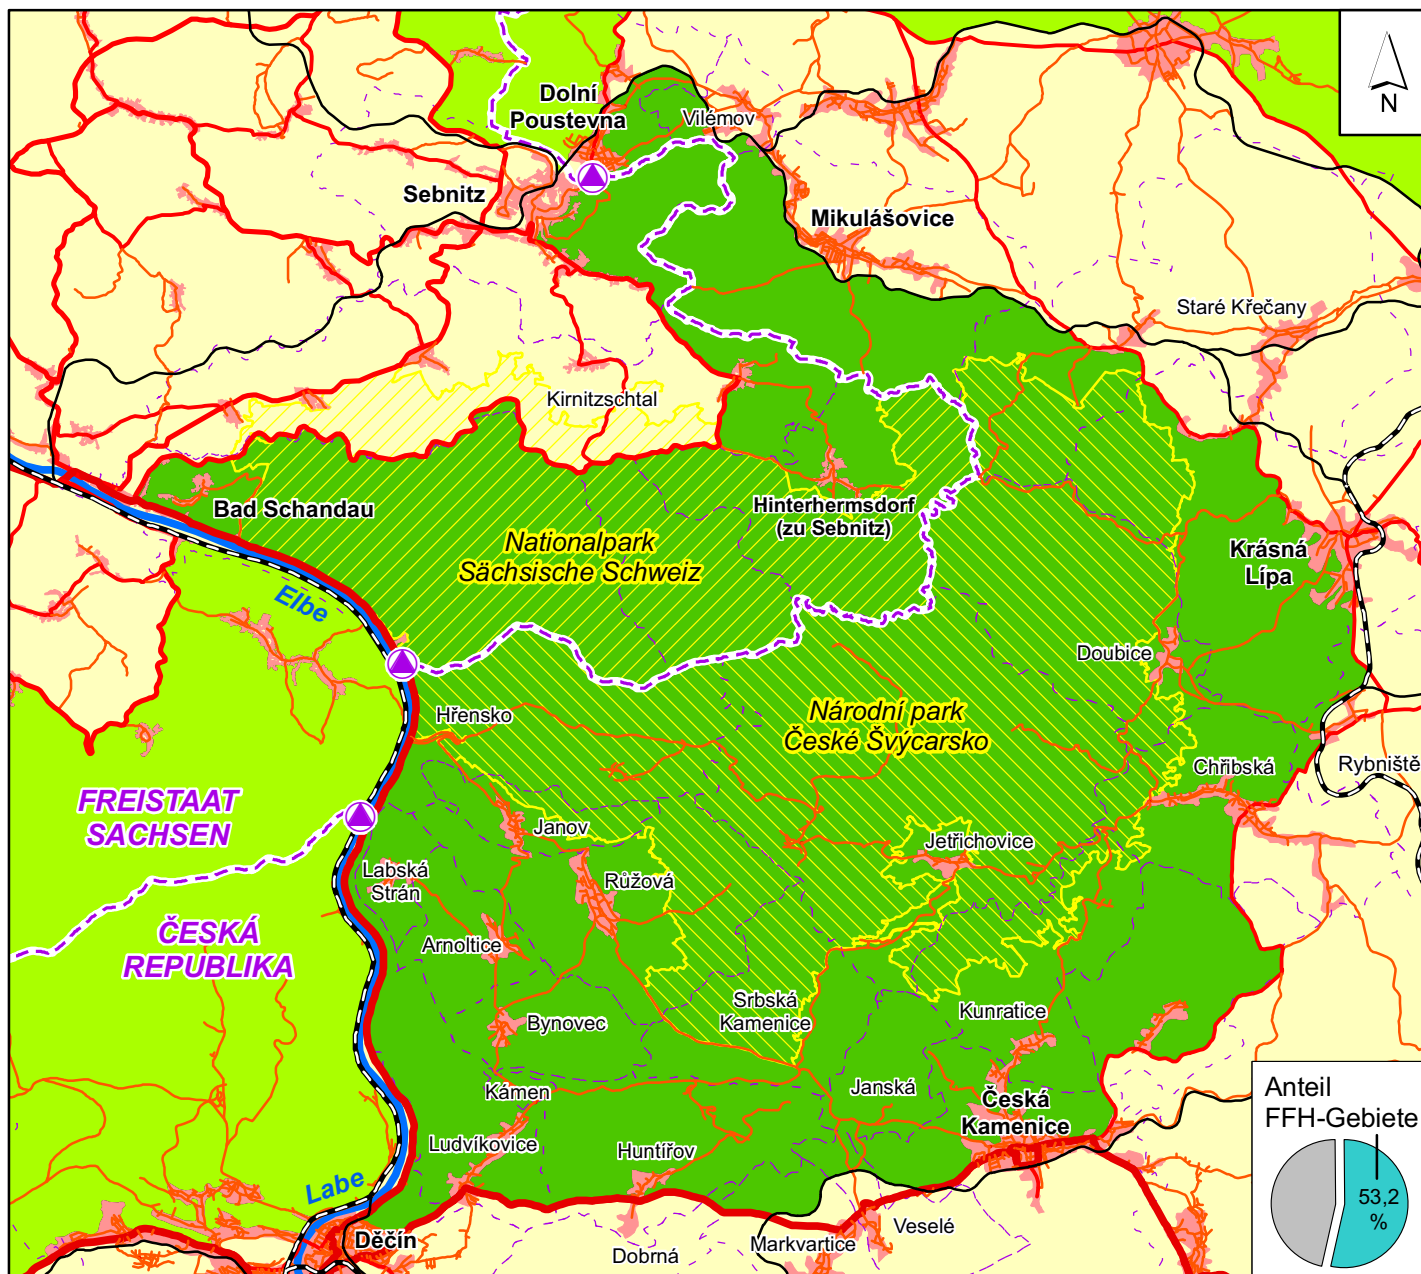 N
Dolní
Poustevna
Vilémov
Sebnitz
Mikulášovice
Staré Křečany
Kirnitzschtal
Bad Schandau
Hinterhermsdorf
(zu Sebnitz)
Nationalpark
Sächsische Schweiz
Krásná
Lípa
Elbe
Doubice
Hřensko
Národní park
České Švýcarsko
Chřibská
Rybniště
FREISTAAT
SACHSEN
Janov
Jetřichovice
Labská
Strán
Růžová
ČESKÁ
REPUBLIKA
Arnoltice
Srbská
Kamenice
Kunratice
Bynovec
Kámen
Janská
Česká
Kamenice
Anteil
FFH-Gebiete
53,2
%
Ludvíkovice
Huntířov
Labe
Děčín
Veselé
Markvartice
Dobrná